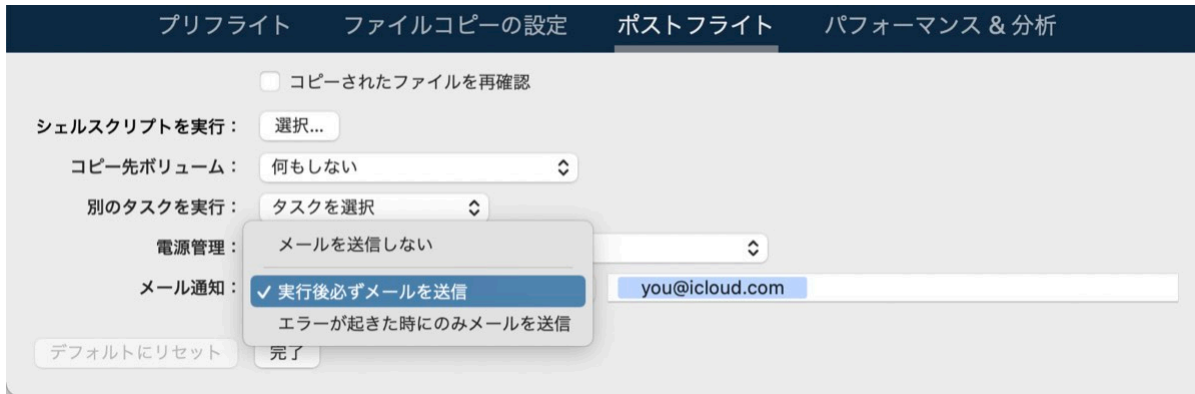 プリフライト ファイルコピーの設定 ポストフライト パフォーマンス & 分析
コピーされたファイルを再確認
シェルスクリプトを実行： 選択...
コピー先ボリューム： 何もしない
別のタスクを実行： タスクを選択
電源管理： メールを送信しない
メール通知： ✓ 実行後必ずメールを送信 you@icloud.com
エラーが起きた時にのみメールを送信
デフォルトにリセット 完了